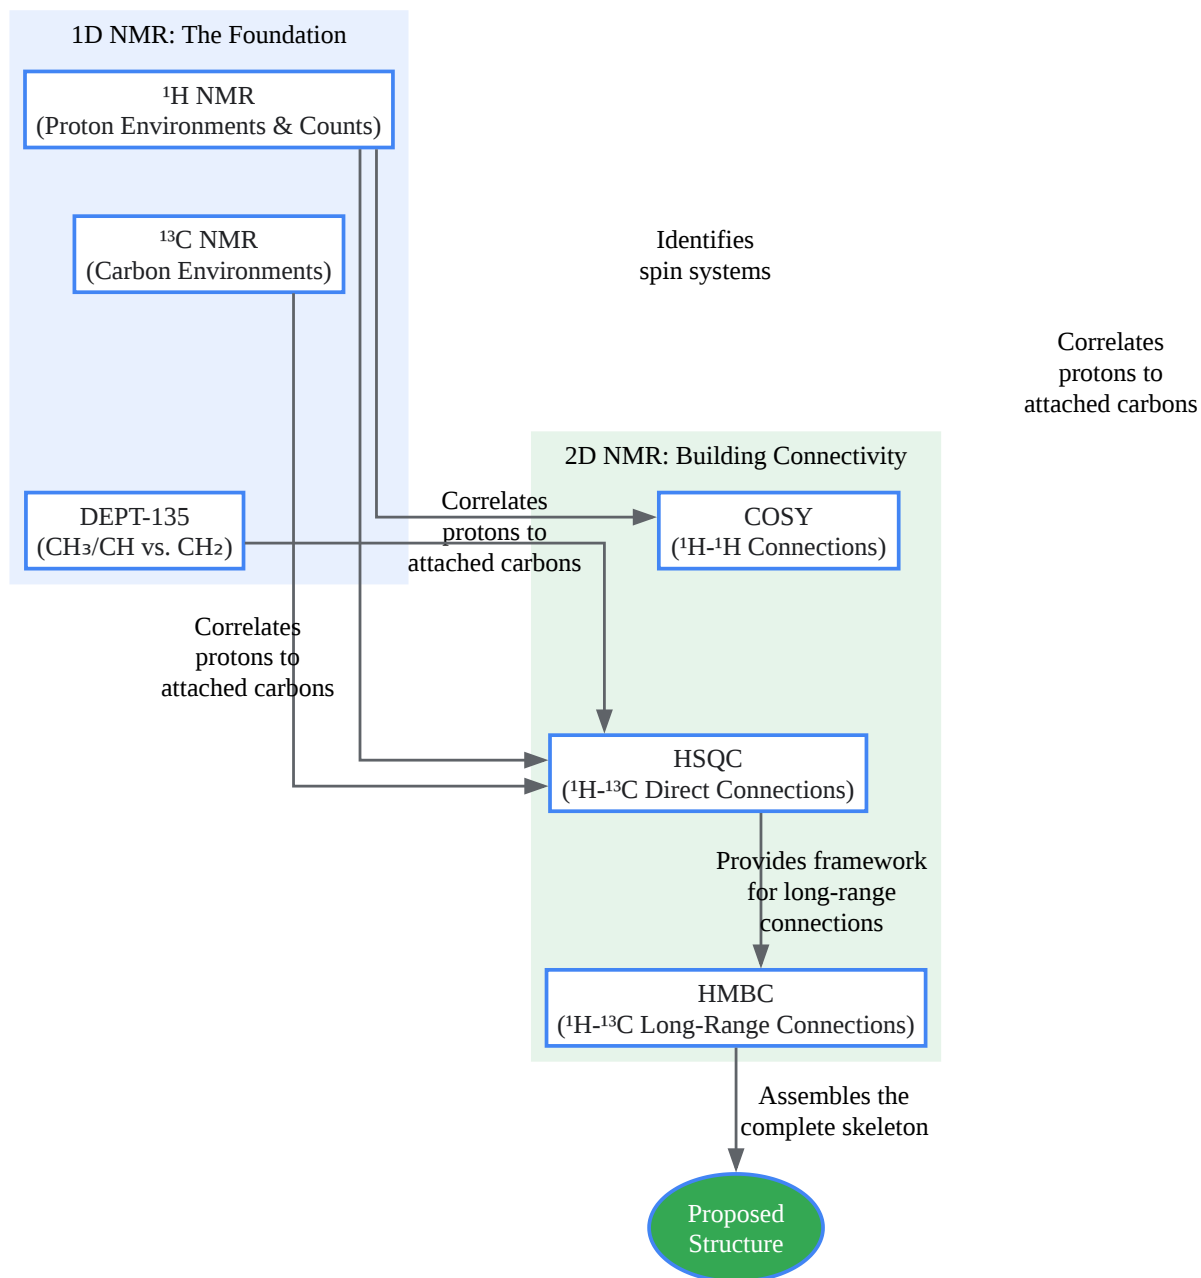 1D NMR: The Foundation
¹H NMR
(Proton Environments & Counts)
¹³C NMR
(Carbon Environments)
Identifies
spin systems
Correlates
protons to
attached carbons
2D NMR: Building Connectivity
DEPT-135
(CH₃/CH vs. CH₂)
Correlates
protons to
attached carbons
COSY
(¹H-¹H Connections)
Correlates
protons to
attached carbons
HSQC
(¹H-¹³C Direct Connections)
Provides framework
for long-range
connections
HMBC
(¹H-¹³C Long-Range Connections)
Assembles the
complete skeleton
Proposed
Structure